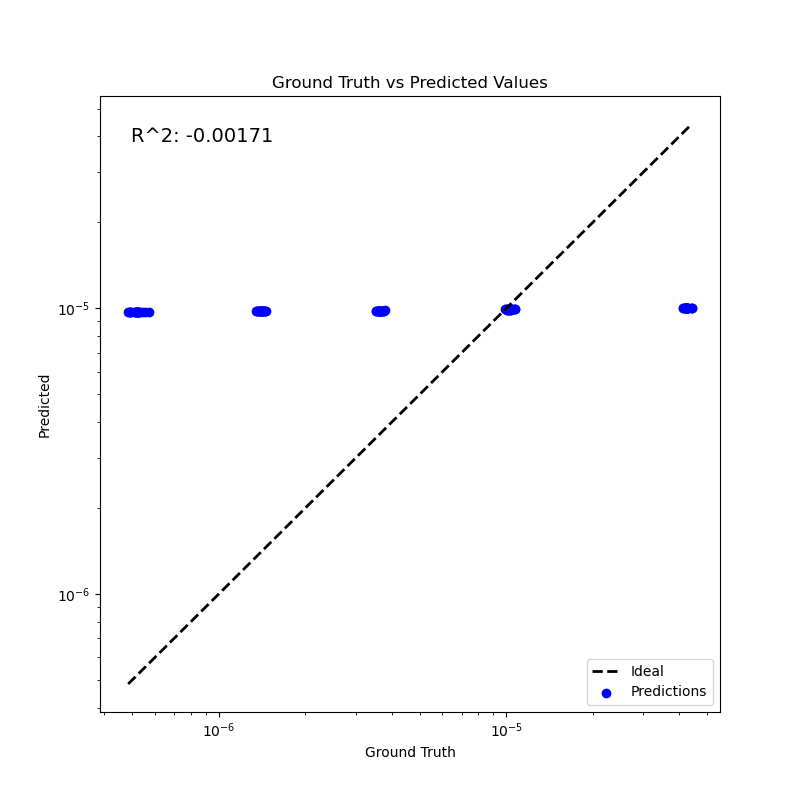 Ground Truth vs Predicted Values
R^2: -0.00171
10⁻⁵
10⁻⁶
Predicted
10⁻⁶
10⁻⁵
Ground Truth
Ideal
Predictions